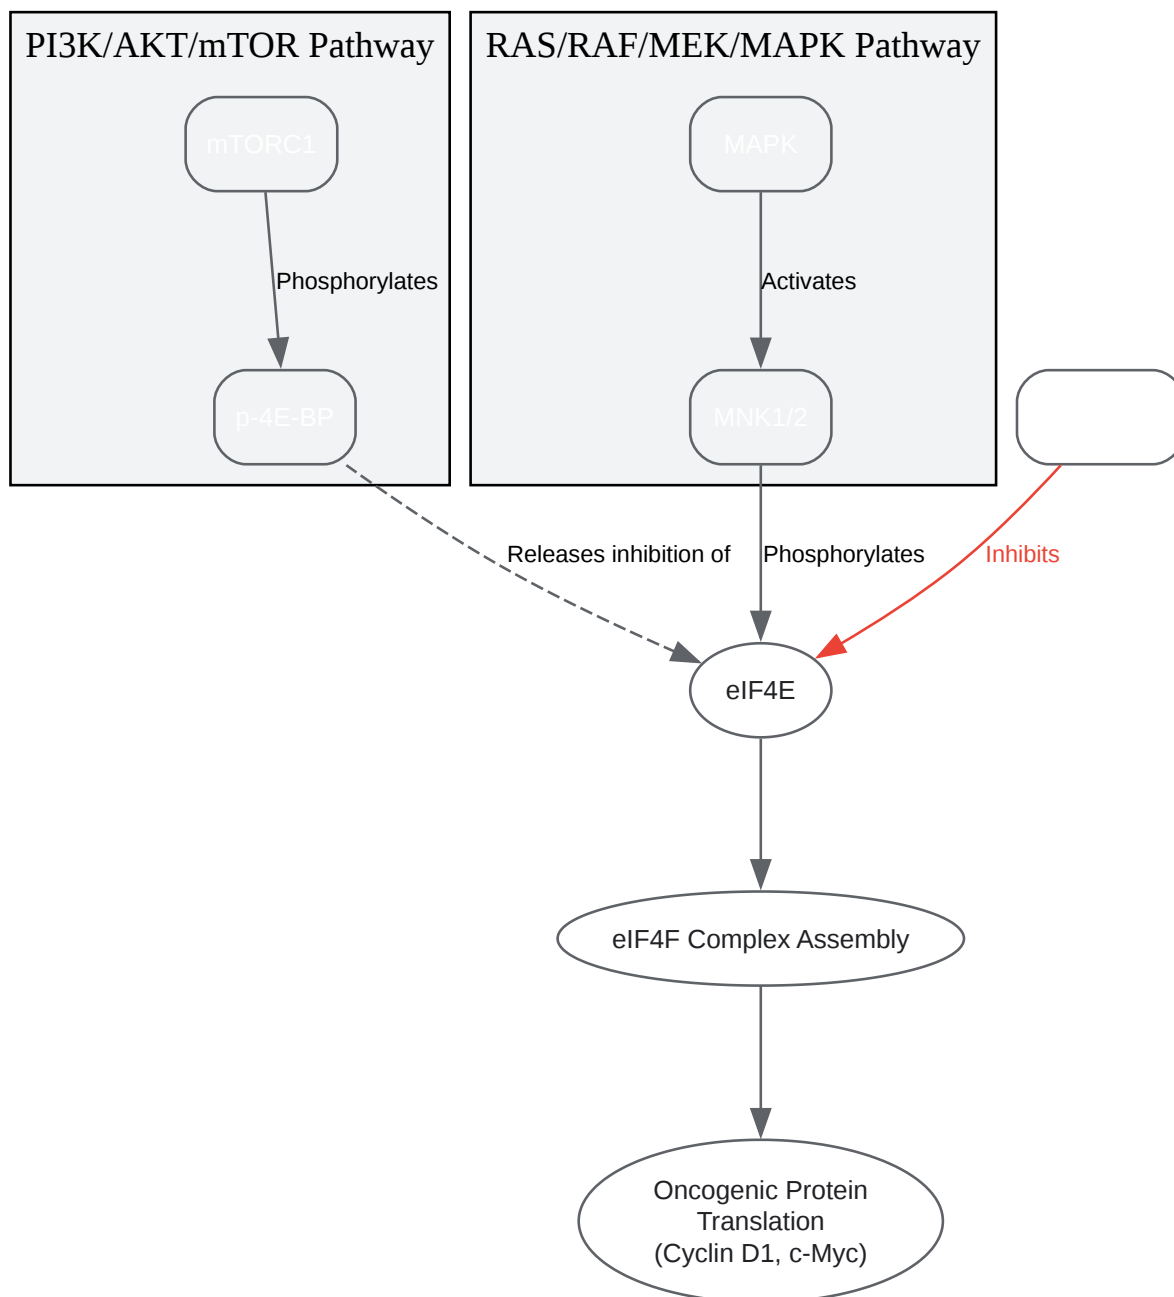 PI3K/AKT/mTOR Pathway
RAS/RAF/MEK/MAPK Pathway
mTORC1
MAPK
Phosphorylates
Activates
p-4E-BP
MNK1/2
Releases inhibition of
Phosphorylates
Inhibits
eIF4E
eIF4F Complex Assembly
Oncogenic Protein
Translation
(Cyclin D1, c-Myc)